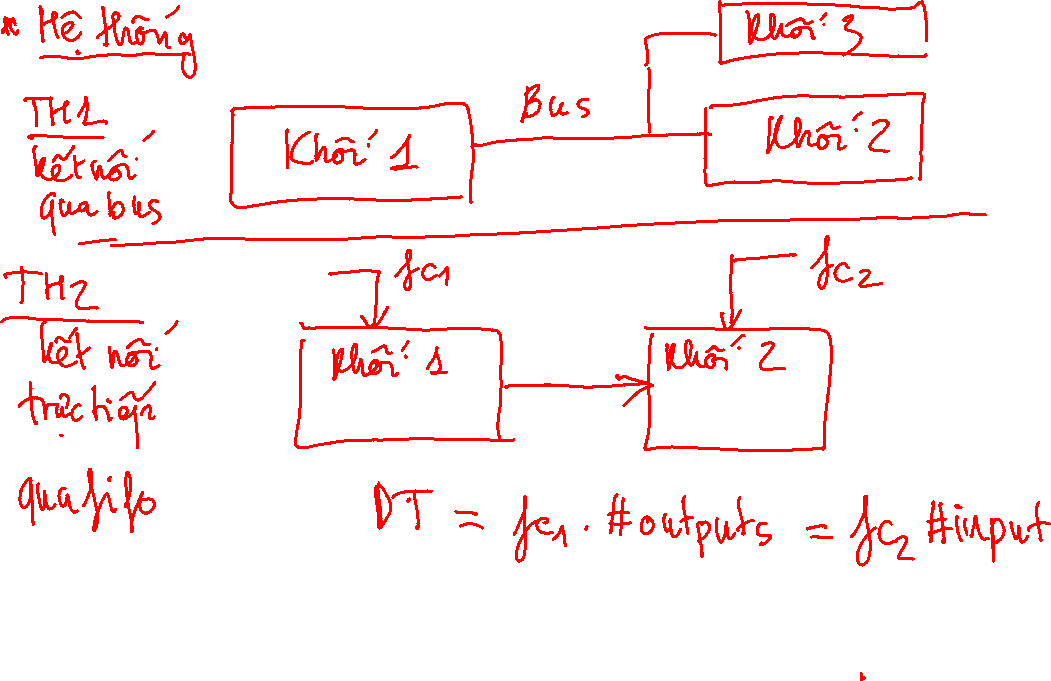 * Hệ thống
Khối 3
Bus
TH1
Khối 1
Khối 2
kết nối
qua bus
fc1
fc2
TH2
Khối 1
Khối 2
kết nối
trực tiếp
qua fifo
DT = fc1 . #outputs = fc2 #input